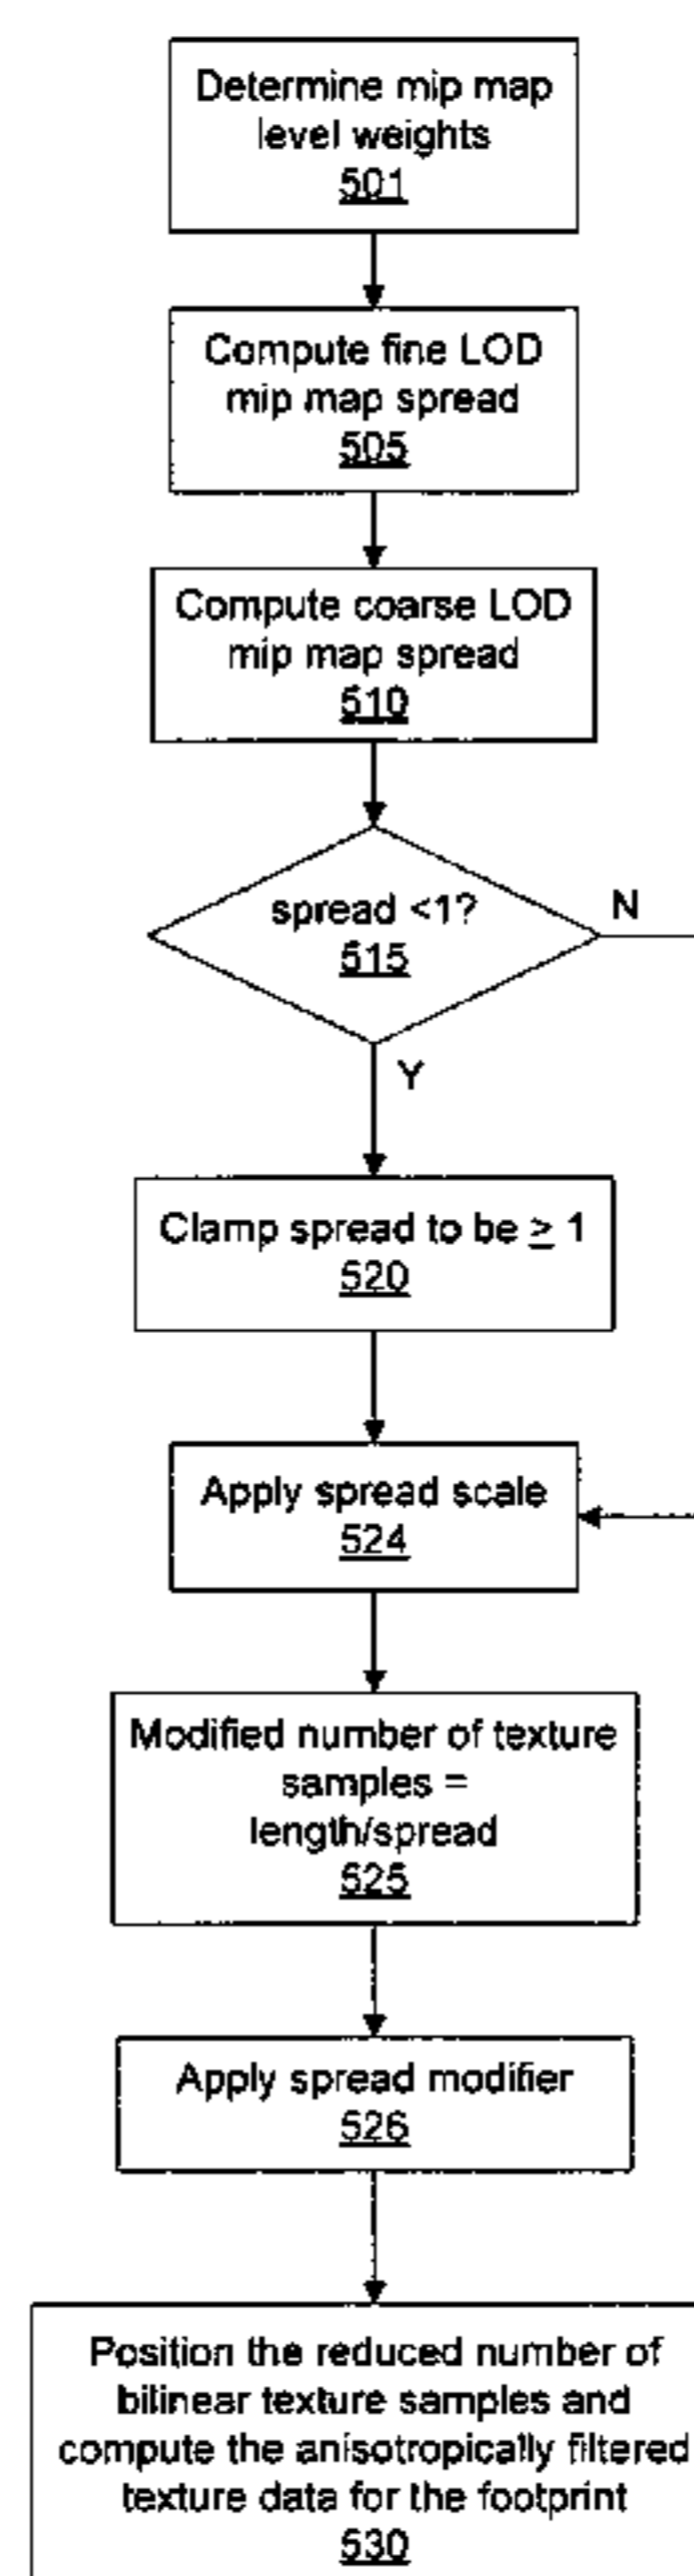 Determine mip map
level weights
501
Compute fine LOD
mip map spread
505
Compute coarse LOD
mip map spread
510
spread <1?
515
N
Y
Clamp spread to be ≥ 1
520
Apply spread scale
524
Modified number of texture
samples =
length/spread
525
Apply spread modifier
526
Position the reduced number of
bilinear texture samples and
compute the anisotropically filtered
texture data for the footprint
530